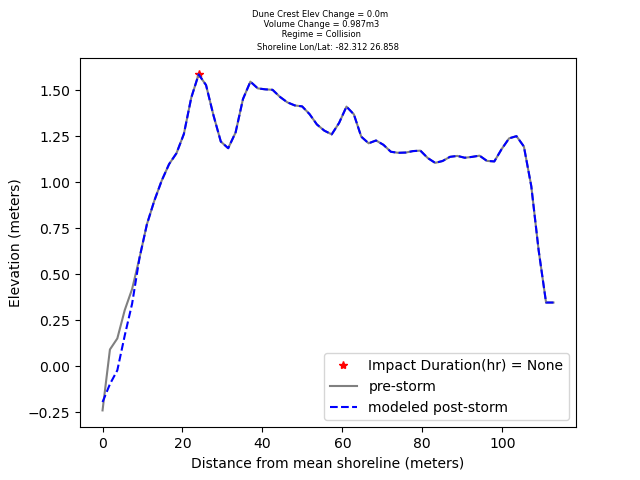 Dune Crest Elev Change = 0.0m
Volume Change = 0.987m3
Regime = Collision
Shoreline Lon/Lat: -82.312 26.858
Elevation (meters)
1.50
1.25
1.00
0.75
0.50
0.25
0.00
−0.25
Impact Duration(hr) = None
pre-storm
modeled post-storm
0 20 40 60 80 100
Distance from mean shoreline (meters)